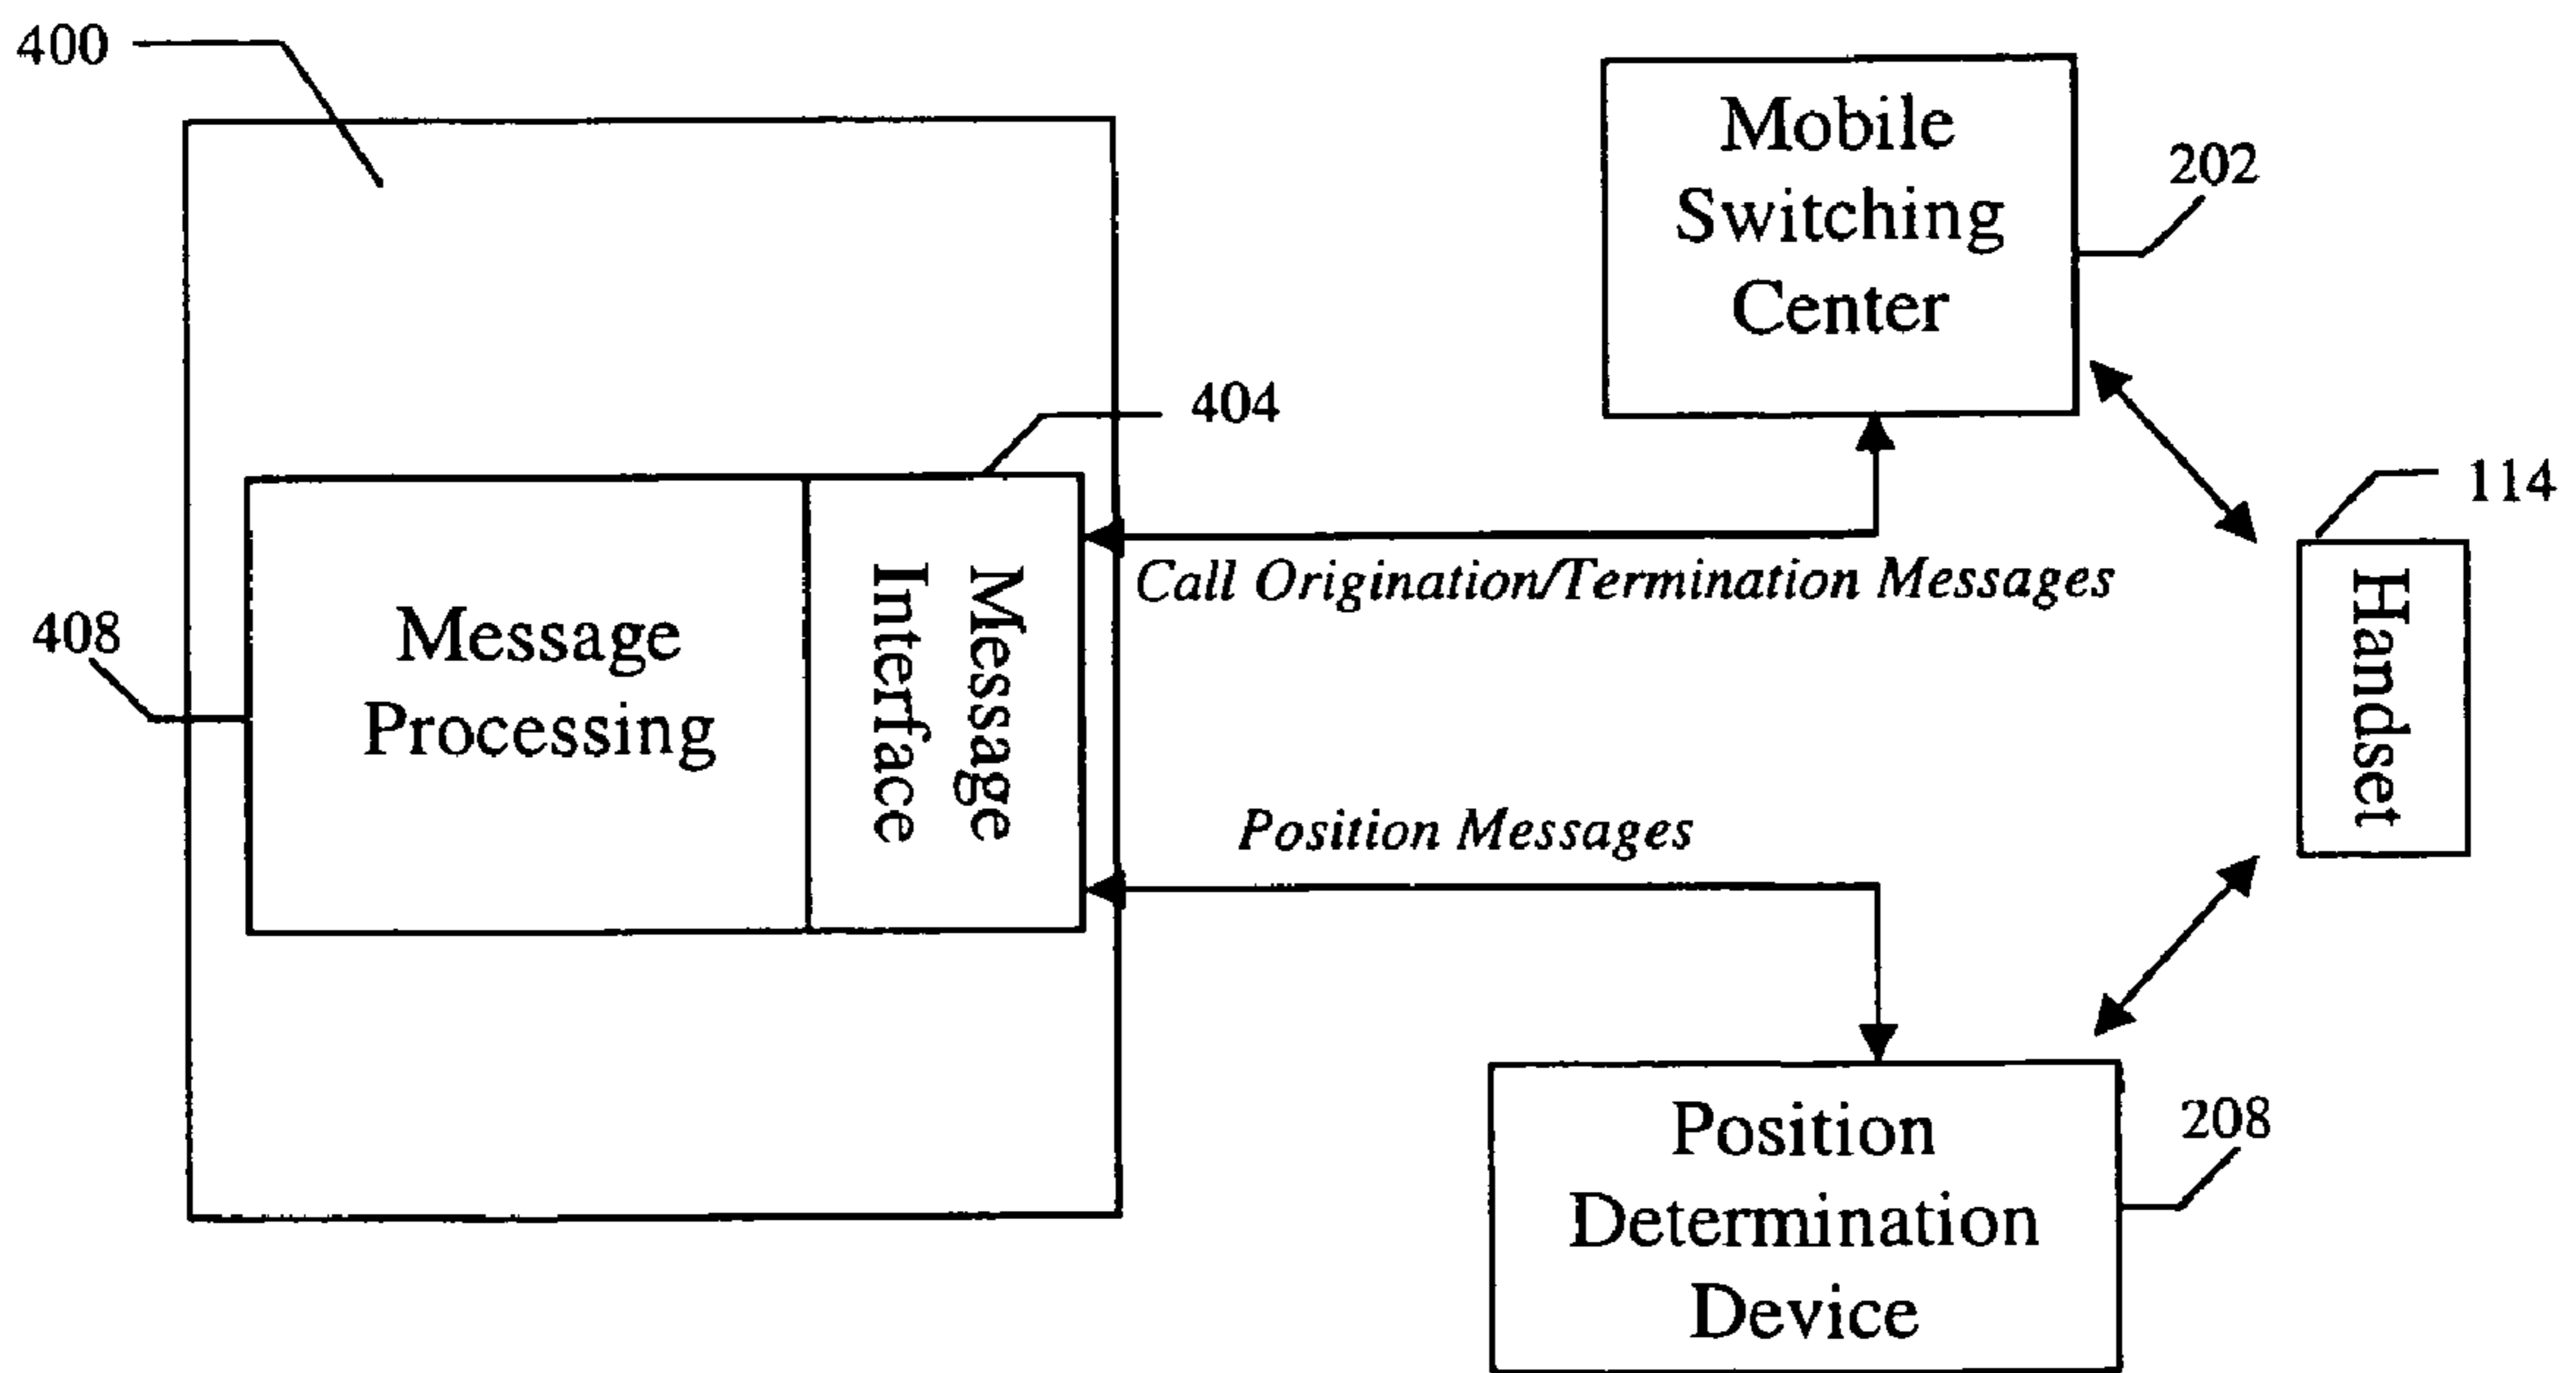 400
Mobile
Switching
Center
202
404
114
Message
Processing
Message
Interface
408
Call Origination/Termination Messages
Handset
Position Messages
Position
Determination
Device
208